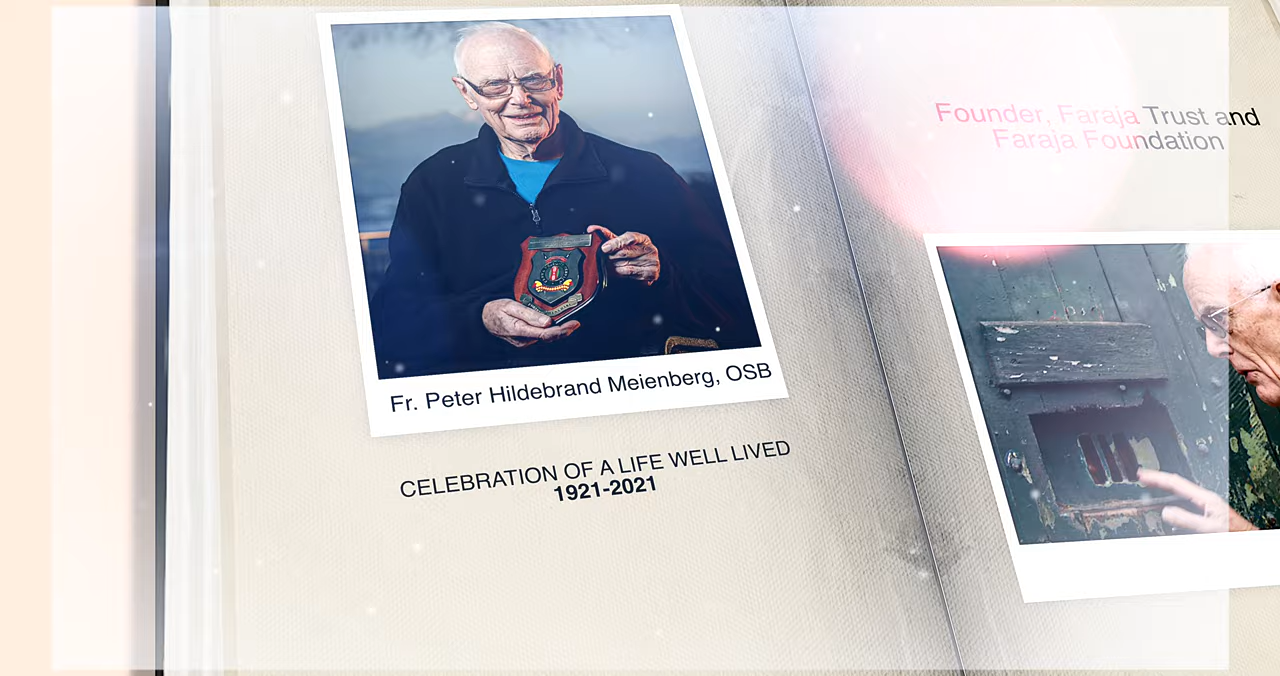 Fr. Peter Hildebrand Meienberg, OSB
CELEBRATION OF A LIFE WELL LIVED
1921-2021
Founder, Faraja Trust and
Faraja Foundation